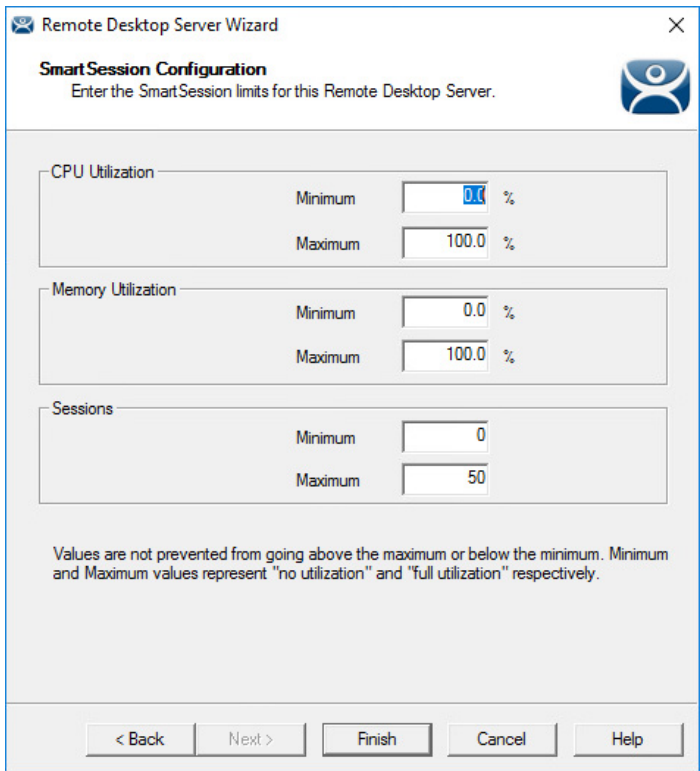 Remote Desktop Server Wizard
SmartSession Configuration
Enter the SmartSession limits for this Remote Desktop Server.
CPU Utilization
Minimum 0.0 %
Maximum 100.0 %
Memory Utilization
Minimum 0.0 %
Maximum 100.0 %
Sessions
Minimum 0
Maximum 50
Values are not prevented from going above the maximum or below the minimum. Minimum
and Maximum values represent "no utilization" and "full utilization" respectively.
< Back Next > Finish Cancel Help